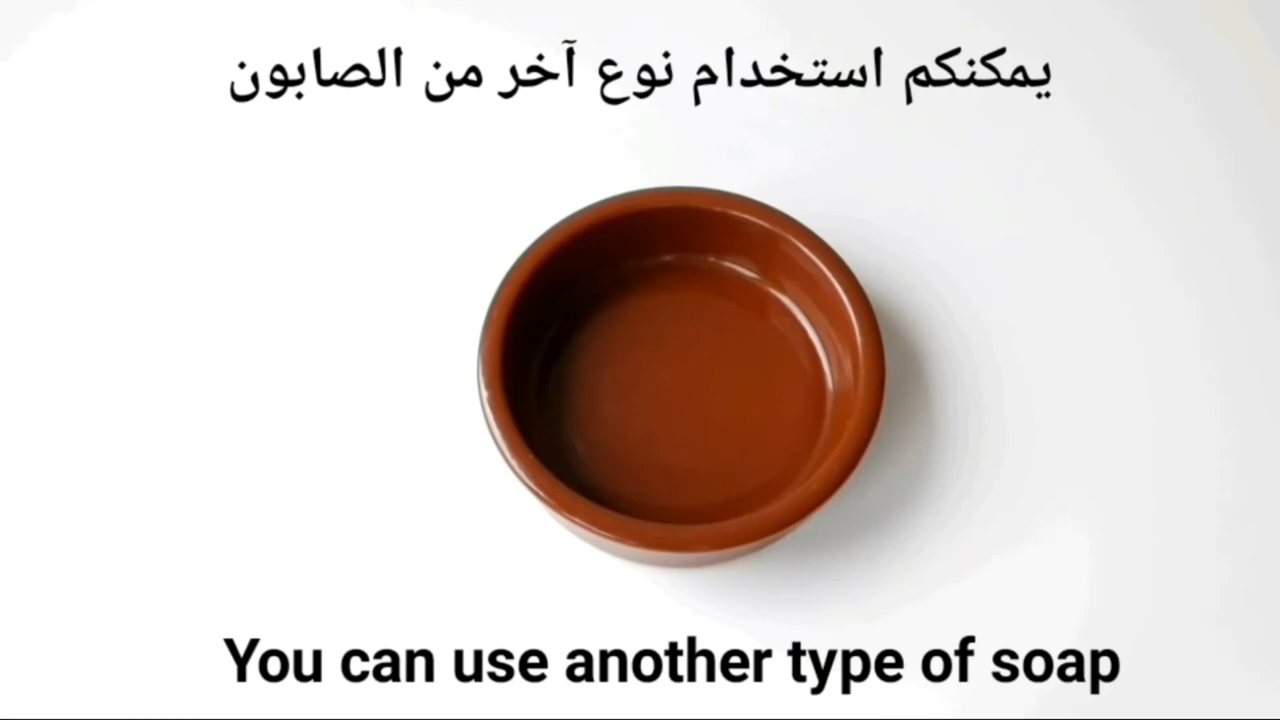 يمكنكم استخدام نوع آخر من الصابون
You can use another type of soap